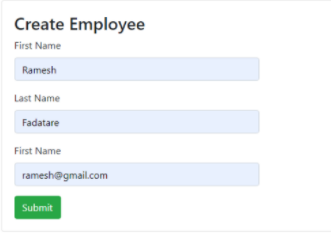 Create Employee
First Name
Ramesh
Last Name
Fadatare
First Name
ramesh@gmail.com
Submit